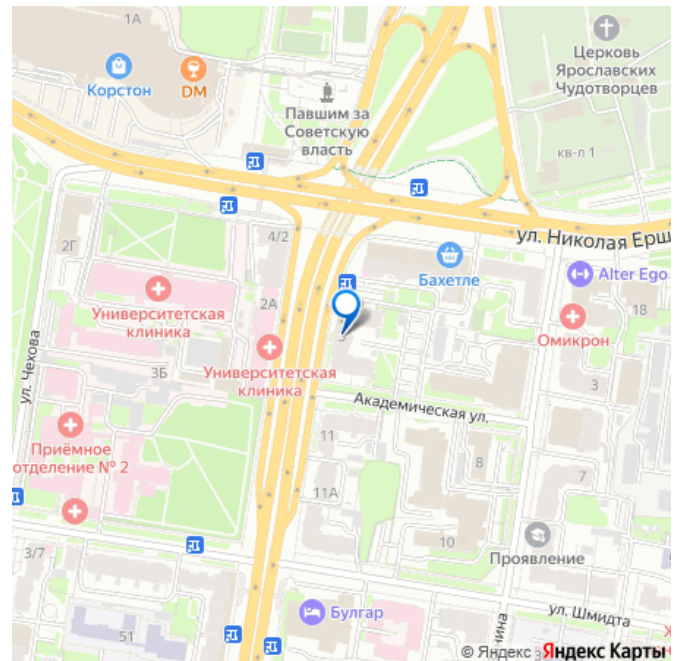 1А
Корстон
DM
Павшим за
Советскую
власть
Церковь
Ярославских
Чудотворцев
кв-л 1
ул. Николая Ерш
4/2
2Г
Бахетле
Alter Ego
Университетская
клиника
2А
18
Омикрон
ул. Чехова
3Б
Университетская
клиника
3
Академическая ул.
Приёмное
отделение № 2
11
8
7
11А
10
Проявление
3/7
Булгар
ул. Шмидта
51
© Яндекс Яндекс Карты